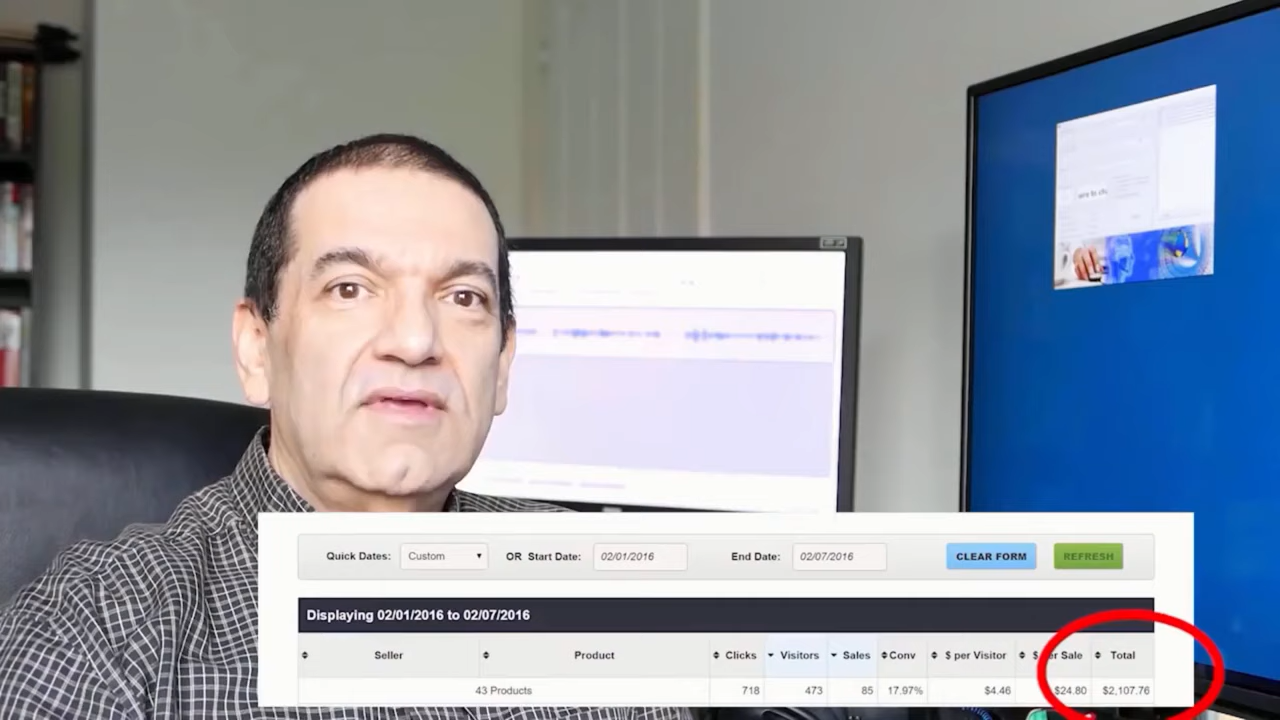 Quick Dates: Custom OR Start Date: 02/01/2016 End Date: 02/07/2016 CLEAR FORM REFRESH
Displaying 02/01/2016 to 02/07/2016
Seller Product Clicks Visitors Sales Conv $ per Visitor Sale Total
43 Products 718 473 85 17.97% $4.46 $24.80 $2,107.76